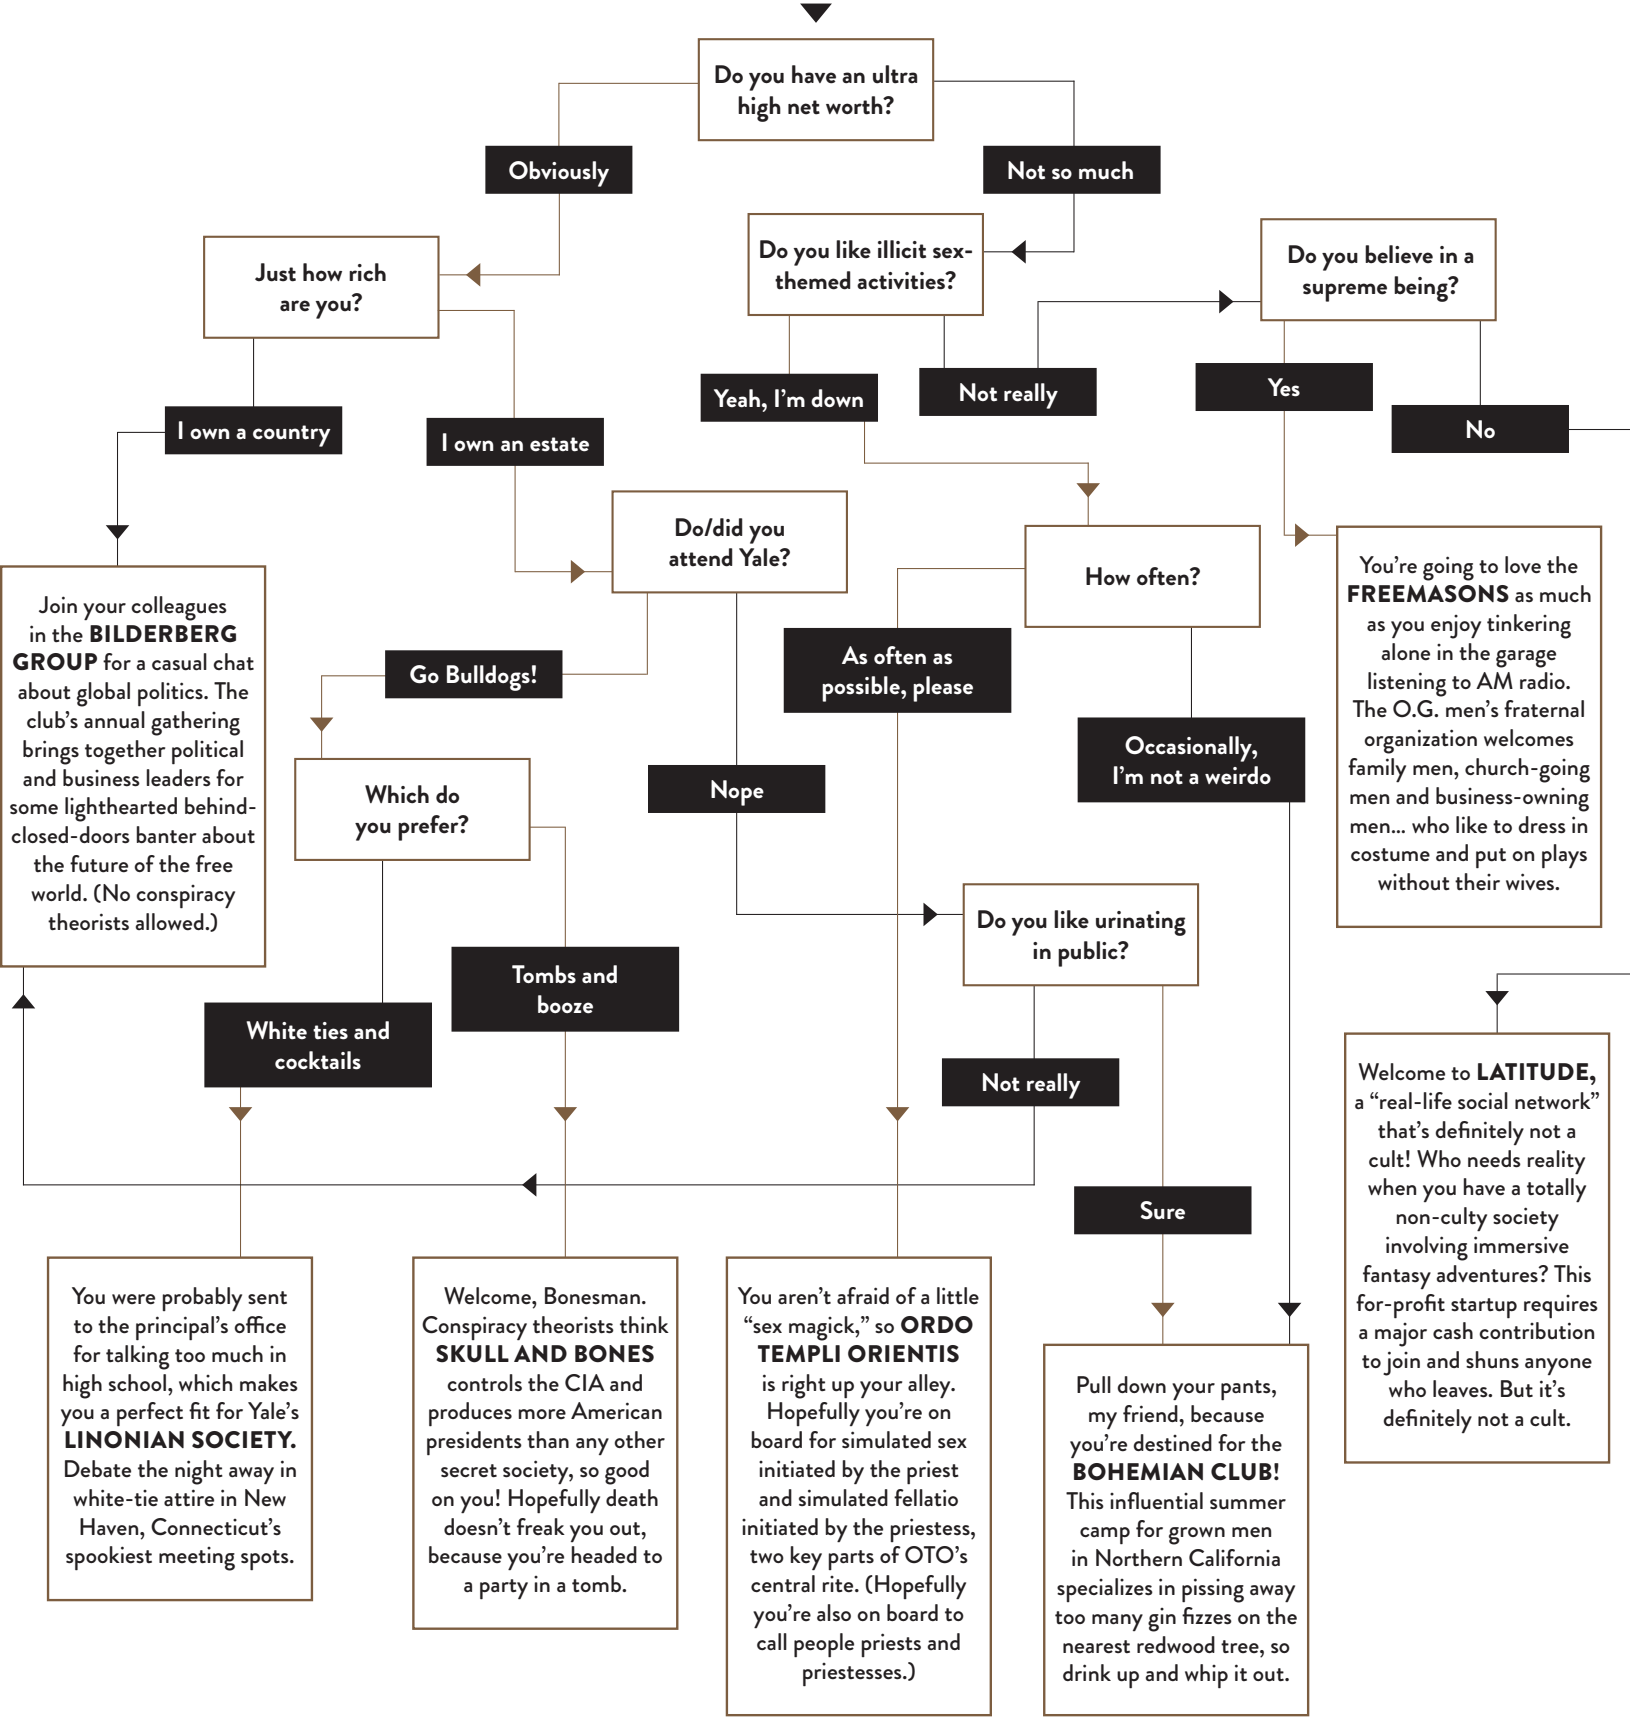 Do you have an ultra
high net worth?
Obviously
Not so much
Just how rich
are you?
Do you like illicit sex-
themed activities?
Do you believe in a
supreme being?
I own a country
I own an estate
Yeah, I'm down
Not really
Yes
No
Do/did you
attend Yale?
How often?
Join your colleagues
in the BILDERBERG
GROUP for a casual chat
about global politics. The
club's annual gathering
brings together political
and business leaders for
some lighthearted behind-
closed-doors banter about
the future of the free
world. (No conspiracy
theorists allowed.)
Go Bulldogs!
As often as
possible, please
You're going to love the
FREEMASONS as much
as you enjoy tinkering
alone in the garage
listening to AM radio.
The O.G. men's fraternal
organization welcomes
family men, church-going
men and business-owning
men... who like to dress in
costume and put on plays
without their wives.
Which do
you prefer?
Nope
Occasionally,
I'm not a weirdo
Do you like urinating
in public?
White ties and
cocktails
Tombs and
booze
Not really
Sure
Welcome to LATITUDE,
a “real-life social network”
that's definitely not a
cult! Who needs reality
when you have a totally
non-culty society
involving immersive
fantasy adventures? This
for-profit startup requires
a major cash contribution
to join and shuns anyone
who leaves. But it's
definitely not a cult.
You were probably sent
to the principal's office
for talking too much in
high school, which makes
you a perfect fit for Yale's
LINONIAN SOCIETY.
Debate the night away in
white-tie attire in New
Haven, Connecticut's
spookiest meeting spots.
Welcome, Bonesman.
Conspiracy theorists think
SKULL AND BONES
controls the CIA and
produces more American
presidents than any other
secret society, so good
on you! Hopefully death
doesn't freak you out,
because you're headed to
a party in a tomb.
You aren't afraid of a little
“sex magick,” so ORDO
TEMPLI ORIENTIS
is right up your alley.
Hopefully you're on
board for simulated sex
initiated by the priest
and simulated fellatio
initiated by the priestess,
two key parts of OTO's
central rite. (Hopefully
you're also on board to
call people priests and
priestesses.)
Pull down your pants,
my friend, because
you're destined for the
BOHEMIAN CLUB!
This influential summer
camp for grown men
in Northern California
specializes in pissing away
too many gin fizzes on the
nearest redwood tree, so
drink up and whip it out.